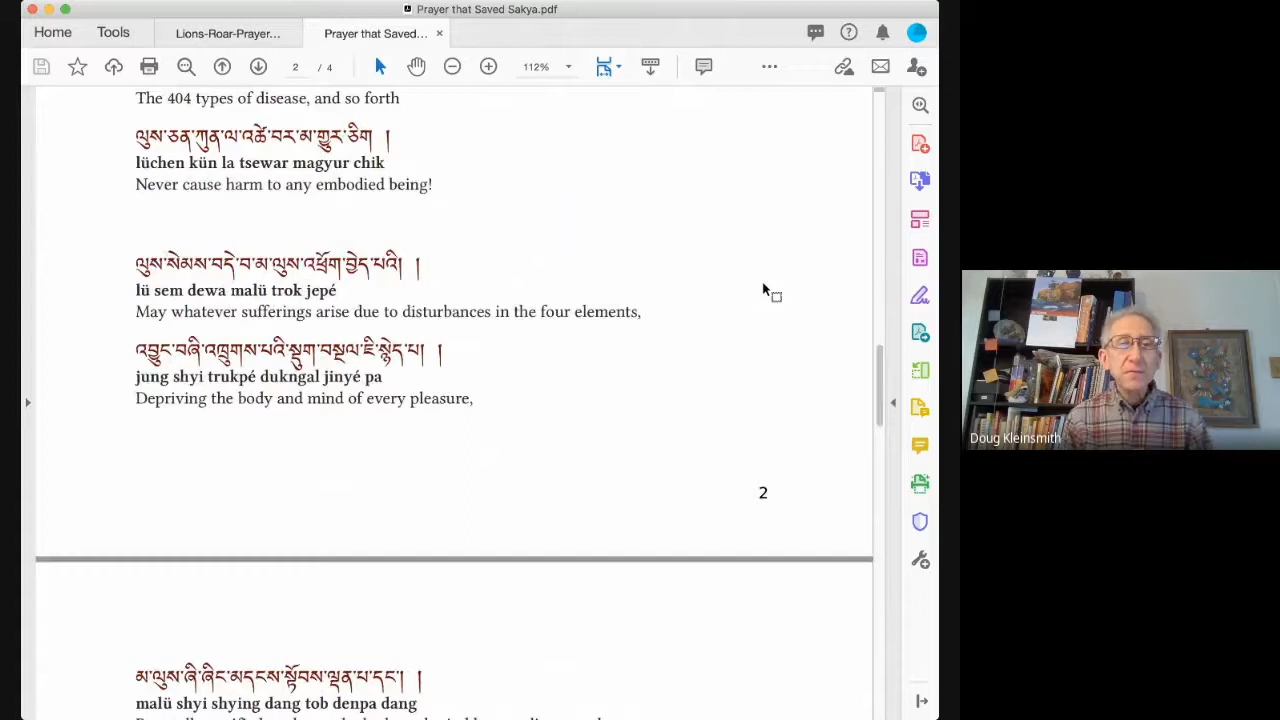 Prayer that Saved Sakya.pdf
Home
Tools
Lions-Roar-Prayer...
Prayer that Saved...
2 / 4
112%
The 404 types of disease, and so forth
ལུས་ཅན་ཀུན་ལ་འཚེ་བར་མ་གྱུར་ཅིག །
lüchen kün la tsewar magyur chik
Never cause harm to any embodied being!
ལུས་སེམས་བདེ་བ་མ་ལུས་འཕྲོག་བྱེད་པའི། །
lü sem dewa malü trok jepé
May whatever sufferings arise due to disturbances in the four elements,
འབྱུང་བཞི་འཁྲུགས་པའི་སྡུག་བསྔལ་ཇི་སྙེད་པ། །
jung shyi trukpé dukngal jinyé pa
Depriving the body and mind of every pleasure,
2
མ་ལུས་ཞི་ཞིང་མདངས་སྟོབས་ལྡན་པ་དང༌། །
malü shyi shying dang tob denpa dang
Doug Kleinsmith